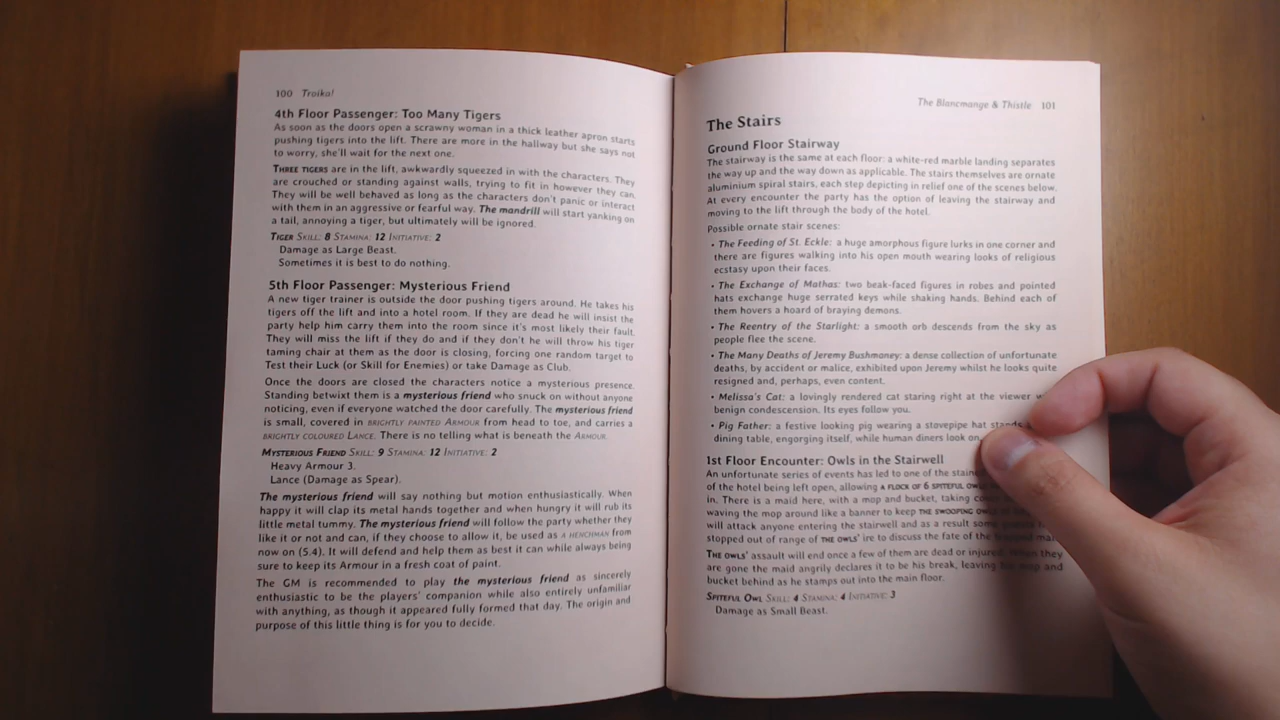 100 Troika!
4th Floor Passenger: Too Many Tigers
As soon as the doors open a scrawny woman in a thick leather apron starts
pushing tigers into the lift. There are more in the hallway but she says not
to worry, she'll wait for the next one.
THREE TIGERS are in the lift, awkwardly squeezed in with the characters. They
are crouched or standing against walls, trying to fit in however they can.
They will be well behaved as long as the characters don't panic or interact
with them in an aggressive or fearful way. The mandrill will start yanking on
a tail, annoying a tiger, but ultimately will be ignored.
TIGER SKILL: 8 STAMINA: 12 INITIATIVE: 2
Damage as Large Beast.
Sometimes it is best to do nothing.
5th Floor Passenger: Mysterious Friend
A new tiger trainer is outside the door pushing tigers around. He takes his
tigers off the lift and into a hotel room. If they are dead he will insist the
party help him carry them into the room since it's most likely their fault.
They will miss the lift if they do and if they don't he will throw his tiger
taming chair at them as the door is closing, forcing one random target to
Test their Luck (or Skill for Enemies) or take Damage as Club.
Once the doors are closed the characters notice a mysterious presence.
Standing betwixt them is a mysterious friend who snuck on without anyone
noticing, even if everyone watched the door carefully. The mysterious friend
is small, covered in BRIGHTLY PAINTED ARMOUR from head to toe, and carries a
BRIGHTLY COLOURED LANCE. There is no telling what is beneath the ARMOUR.
MYSTERIOUS FRIEND SKILL: 9 STAMINA: 12 INITIATIVE: 2
Heavy Armour 3.
Lance (Damage as Spear).
The mysterious friend will say nothing but motion enthusiastically. When
happy it will clap its metal hands together and when hungry it will rub its
little metal tummy. The mysterious friend will follow the party whether they
like it or not and can, if they choose to allow it, be used as A HENCHMAN from
now on (5.4). It will defend and help them as best it can while always being
sure to keep its Armour in a fresh coat of paint.
The GM is recommended to play the mysterious friend as sincerely
enthusiastic to be the players' companion while also entirely unfamiliar
with anything, as though it appeared fully formed that day. The origin and
purpose of this little thing is for you to decide.
The Blancmange & Thistle 101
The Stairs
Ground Floor Stairway
The stairway is the same at each floor: a white-red marble landing separates
the way up and the way down as applicable. The stairs themselves are ornate
aluminium spiral stairs, each step depicting in relief one of the scenes below.
At every encounter the party has the option of leaving the stairway and
moving to the lift through the body of the hotel.
Possible ornate stair scenes:
• The Feeding of St. Eckle: a huge amorphous figure lurks in one corner and
there are figures walking into his open mouth wearing looks of religious
ecstasy upon their faces.
• The Exchange of Mathas: two beak-faced figures in robes and pointed
hats exchange huge serrated keys while shaking hands. Behind each of
them hovers a hoard of braying demons.
• The Reentry of the Starlight: a smooth orb descends from the sky as
people flee the scene.
• The Many Deaths of Jeremy Bushmaney: a dense collection of unfortunate
deaths, by accident or malice, exhibited upon Jeremy whilst he looks quite
resigned and, perhaps, even content.
• Melissa's Cat: a lovingly rendered cat staring right at the viewer
benign condescension. Its eyes follow you.
• Pig Father: a festive looking pig wearing a stovepipe hat stands
dining table, engorging itself, while human diners look on.
1st Floor Encounter: Owls in the Stairwell
An unfortunate series of events has led to one of the
of the hotel being left open, allowing A FLOCK OF 6 SPITEFUL
in. There is a maid here, with a mop and bucket, taking
waving the mop around like a banner to keep THE SWOOPING
will attack anyone entering the stairwell and as a result
stopped out of range of THE OWLS' ire to discuss the fate of the
THE OWLS' assault will end once a few of them are dead or injured. When they
are gone the maid angrily declares it to be his break, leaving mop and
bucket behind as he stamps out into the main floor.
SPITEFUL OWL SKILL: 4 STAMINA: 4 INITIATIVE: 3
Damage as Small Beast.